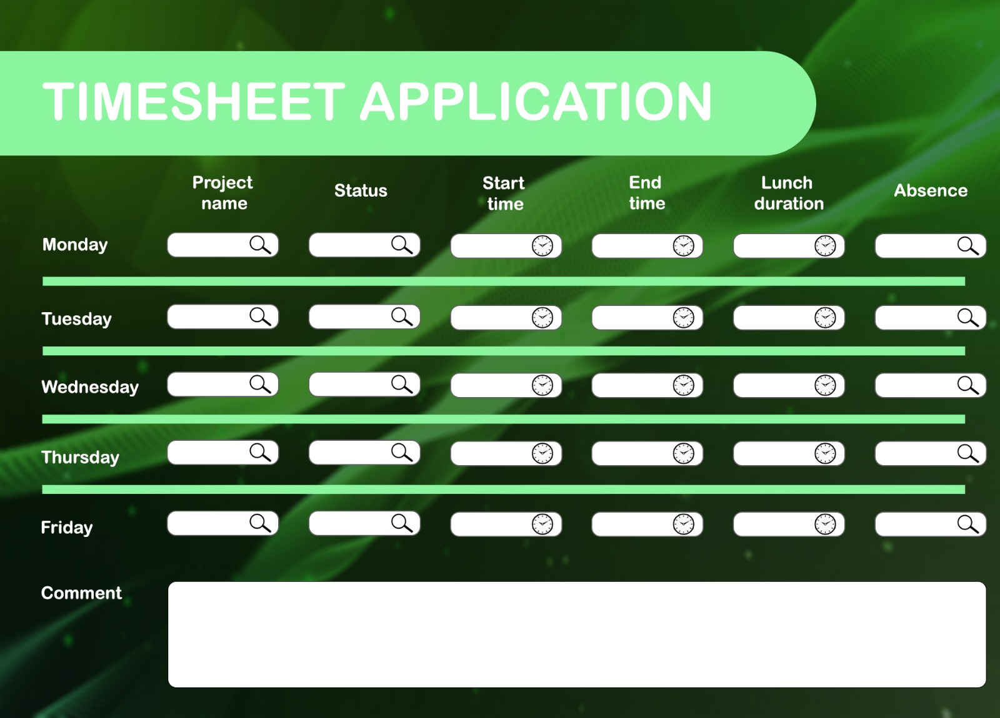 TIMESHEET APPLICATION
Project
name
Status
Start
time
End
time
Lunch
duration
Absence
Monday
Tuesday
Wednesday
Thursday
Friday
Comment